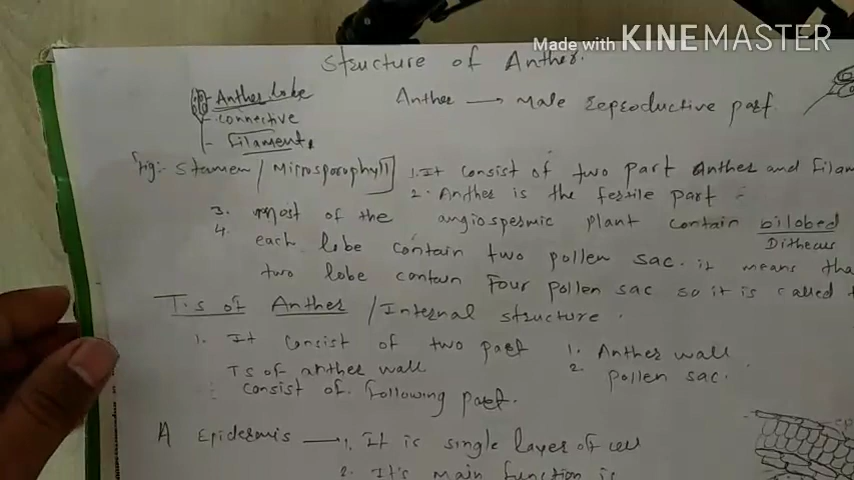 Made with KINEMASTER
Structure of Anther.
Anther Lobe
connective
Filament
Anther → Male Reproductive part
Fig:- Stamen / Microsporophyll
1. It consist of two part Anther and Filam
2. Anther is the fertile part -
3. Most of the angiospermic plant contain bilobed
Dithecus
4. each lobe contain two pollen sac. it means tha
two lobe contain Four pollen sac so it is called t
T.s of Anther / Internal structure.
1. It consist of two part
1. Anther wall
2. pollen sac.
T.S of anther wall
consist of following part.
A Epidermis → 1. It is single layer of cell
2. It's main function is